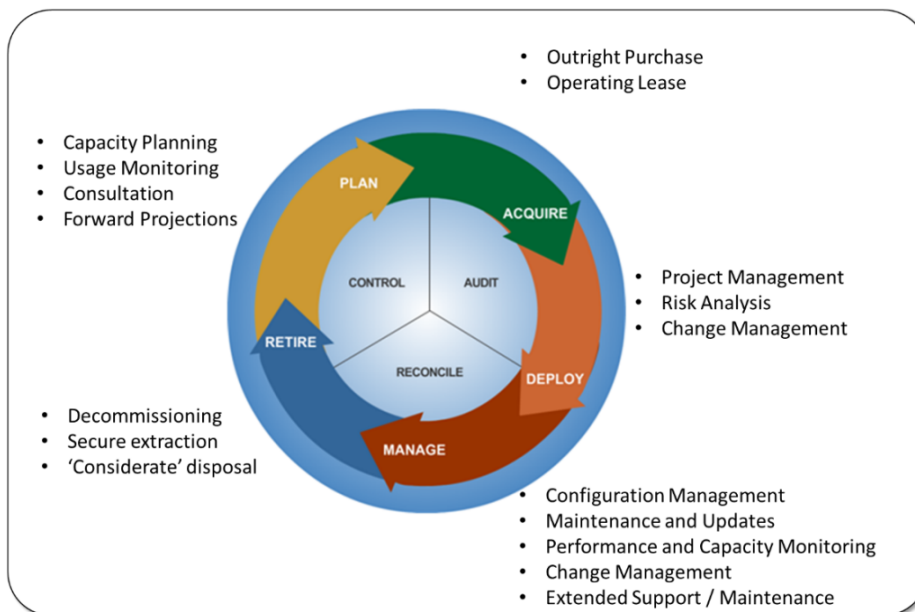 • Outright Purchase
• Operating Lease
• Capacity Planning
• Usage Monitoring
• Consultation
• Forward Projections
PLAN
ACQUIRE
CONTROL
AUDIT
• Project Management
• Risk Analysis
• Change Management
RETIRE
RECONCILE
DEPLOY
• Decommissioning
• Secure extraction
• ‘Considerate’ disposal
MANAGE
• Configuration Management
• Maintenance and Updates
• Performance and Capacity Monitoring
• Change Management
• Extended Support / Maintenance